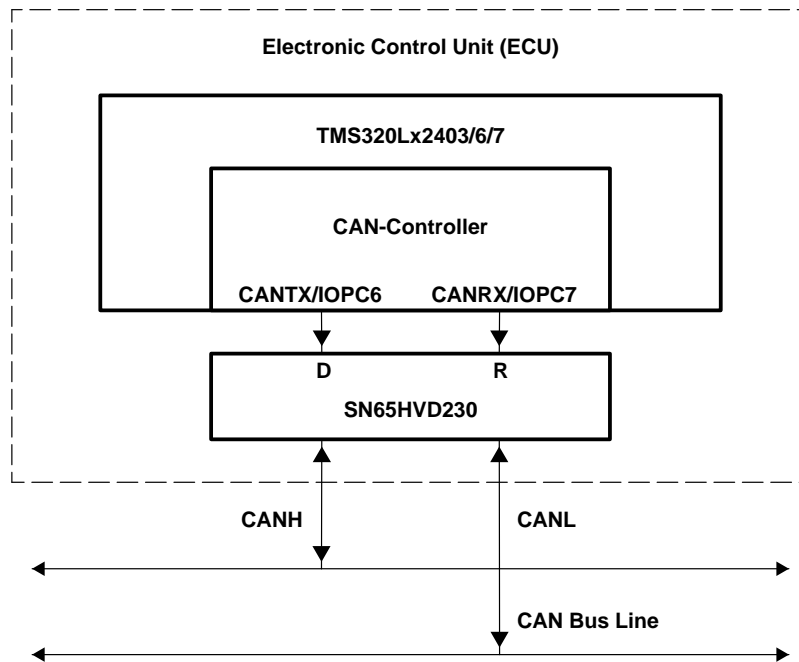 Electronic Control Unit (ECU)
TMS320Lx2403/6/7
CAN-Controller
CANTX/IOPC6 CANRX/IOPC7
D R
SN65HVD230
CANH CANL
CAN Bus Line